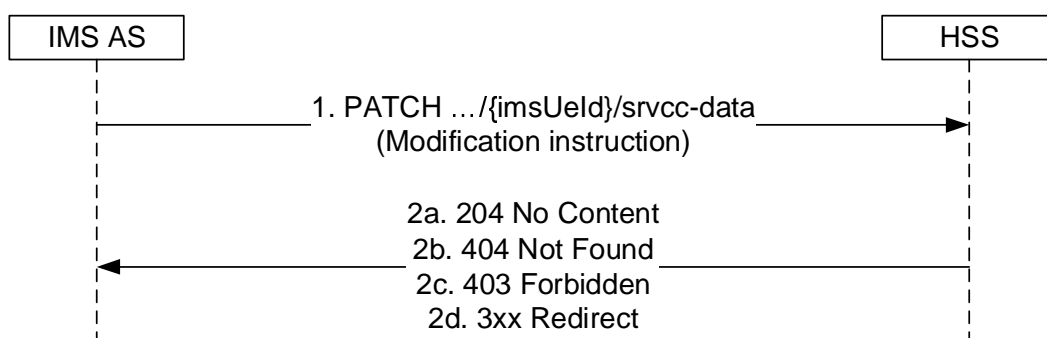 IMS AS
HSS
1. PATCH …/{imsUeId}/srvcc-data
(Modification instruction)
2a. 204 No Content
2b. 404 Not Found
2c. 403 Forbidden
2d. 3xx Redirect